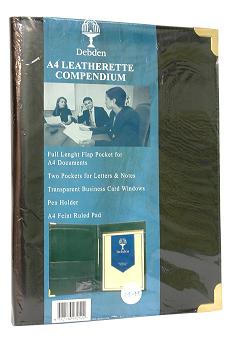 Debden
A4 LEATHERETTE
COMPENDIUM
Full Lenght Flap Pocket for
A4 Documents
Two Pockets for Letters & Notes
Transparent Business Card Windows
Pen Holder
A4 Feint Ruled Pad